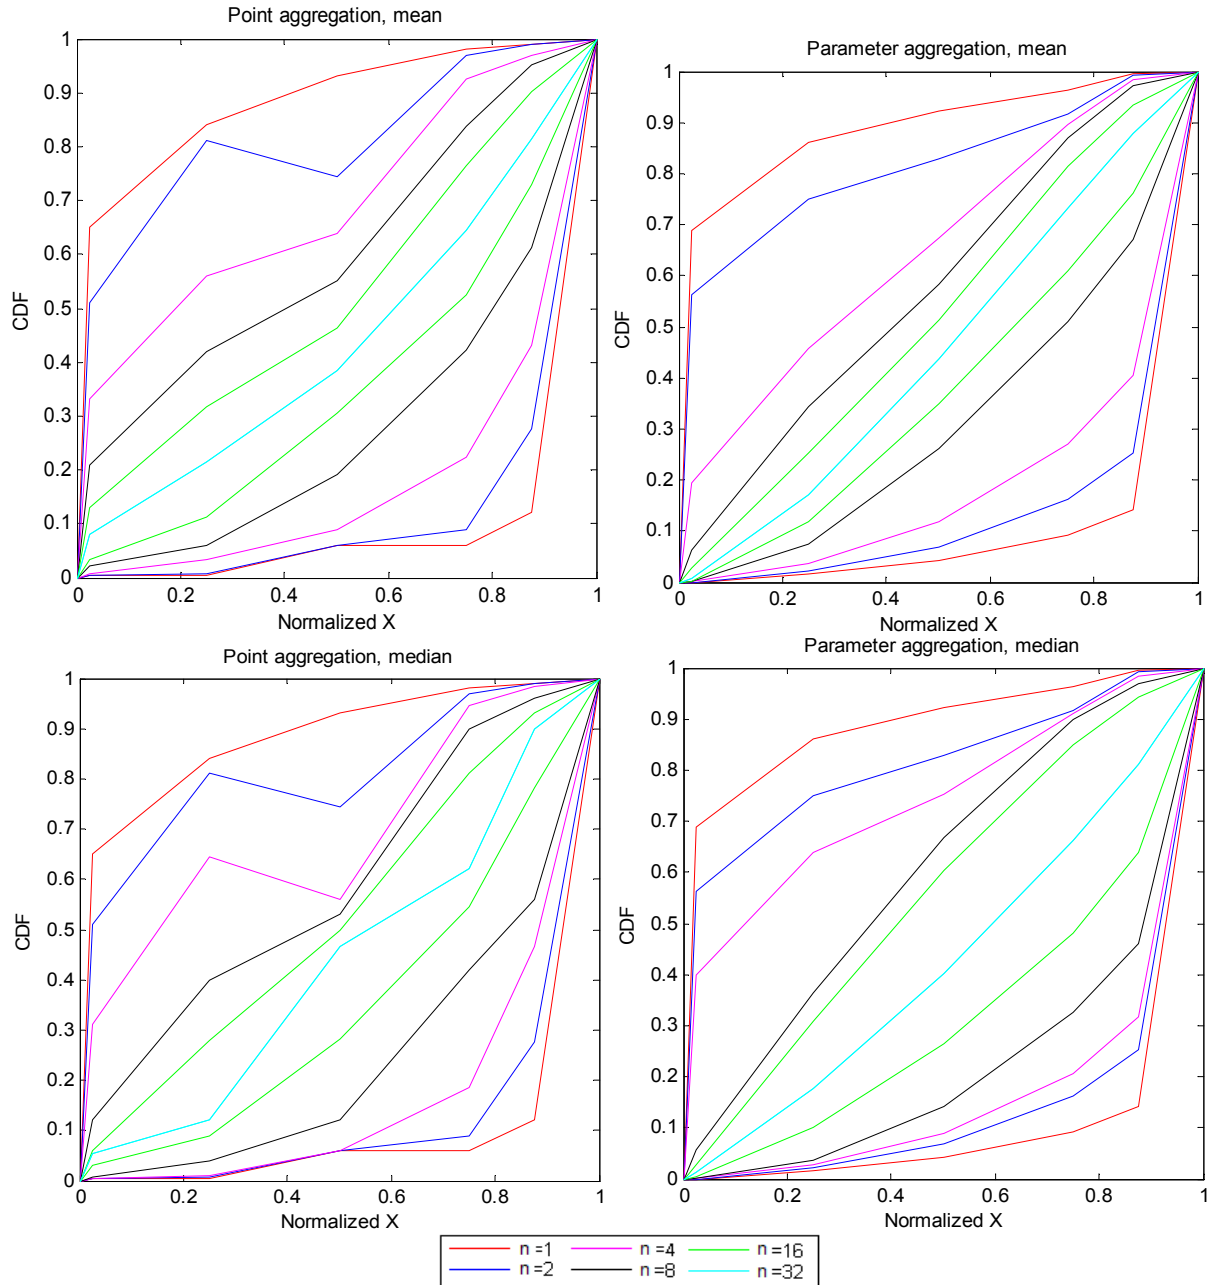 Point aggregation, mean
1
0.9
0.8
0.7
0.6
0.5
0.4
0.3
0.2
0.1
0
CDF
0 0.2 0.4 0.6 0.8 1
Normalized X
Parameter aggregation, mean
1
0.9
0.8
0.7
0.6
0.5
0.4
0.3
0.2
0.1
0
CDF
0 0.2 0.4 0.6 0.8 1
Normalized X
Point aggregation, median
1
0.9
0.8
0.7
0.6
0.5
0.4
0.3
0.2
0.1
0
CDF
0 0.2 0.4 0.6 0.8 1
Normalized X
Parameter aggregation, median
1
0.9
0.8
0.7
0.6
0.5
0.4
0.3
0.2
0.1
0
CDF
0 0.2 0.4 0.6 0.8 1
Normalized X
n =1 n =4 n =16
n =2 n =8 n =32